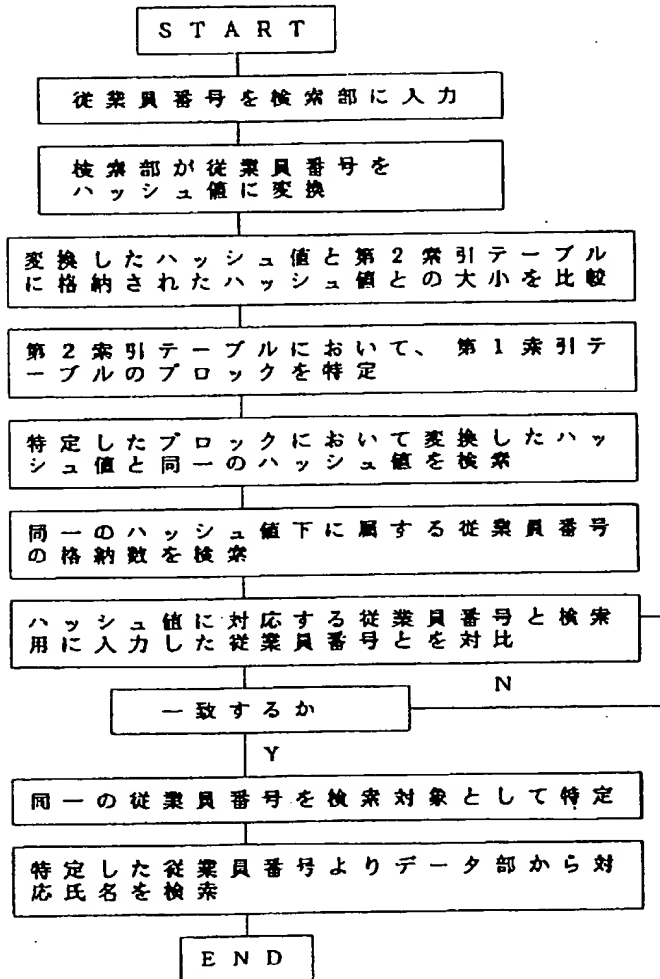 START
従業員番号を検索部に入力
検索部が従業員番号を
ハッシュ値に変換
変換したハッシュ値と第2索引テーブル
に格納されたハッシュ値との大小を比較
第2索引テーブルにおいて、第1索引テ
ーブルのブロックを特定
特定したブロックにおいて変換したハッ
シュ値と同一のハッシュ値を検索
同一のハッシュ値下に属する従業員番号
の格納数を検索
ハッシュ値に対応する従業員番号と検索
用に入力した従業員番号とを対比
N
一致するか
Y
同一の従業員番号を検索対象として特定
特定した従業員番号よりデータ部から対
応氏名を検索
END